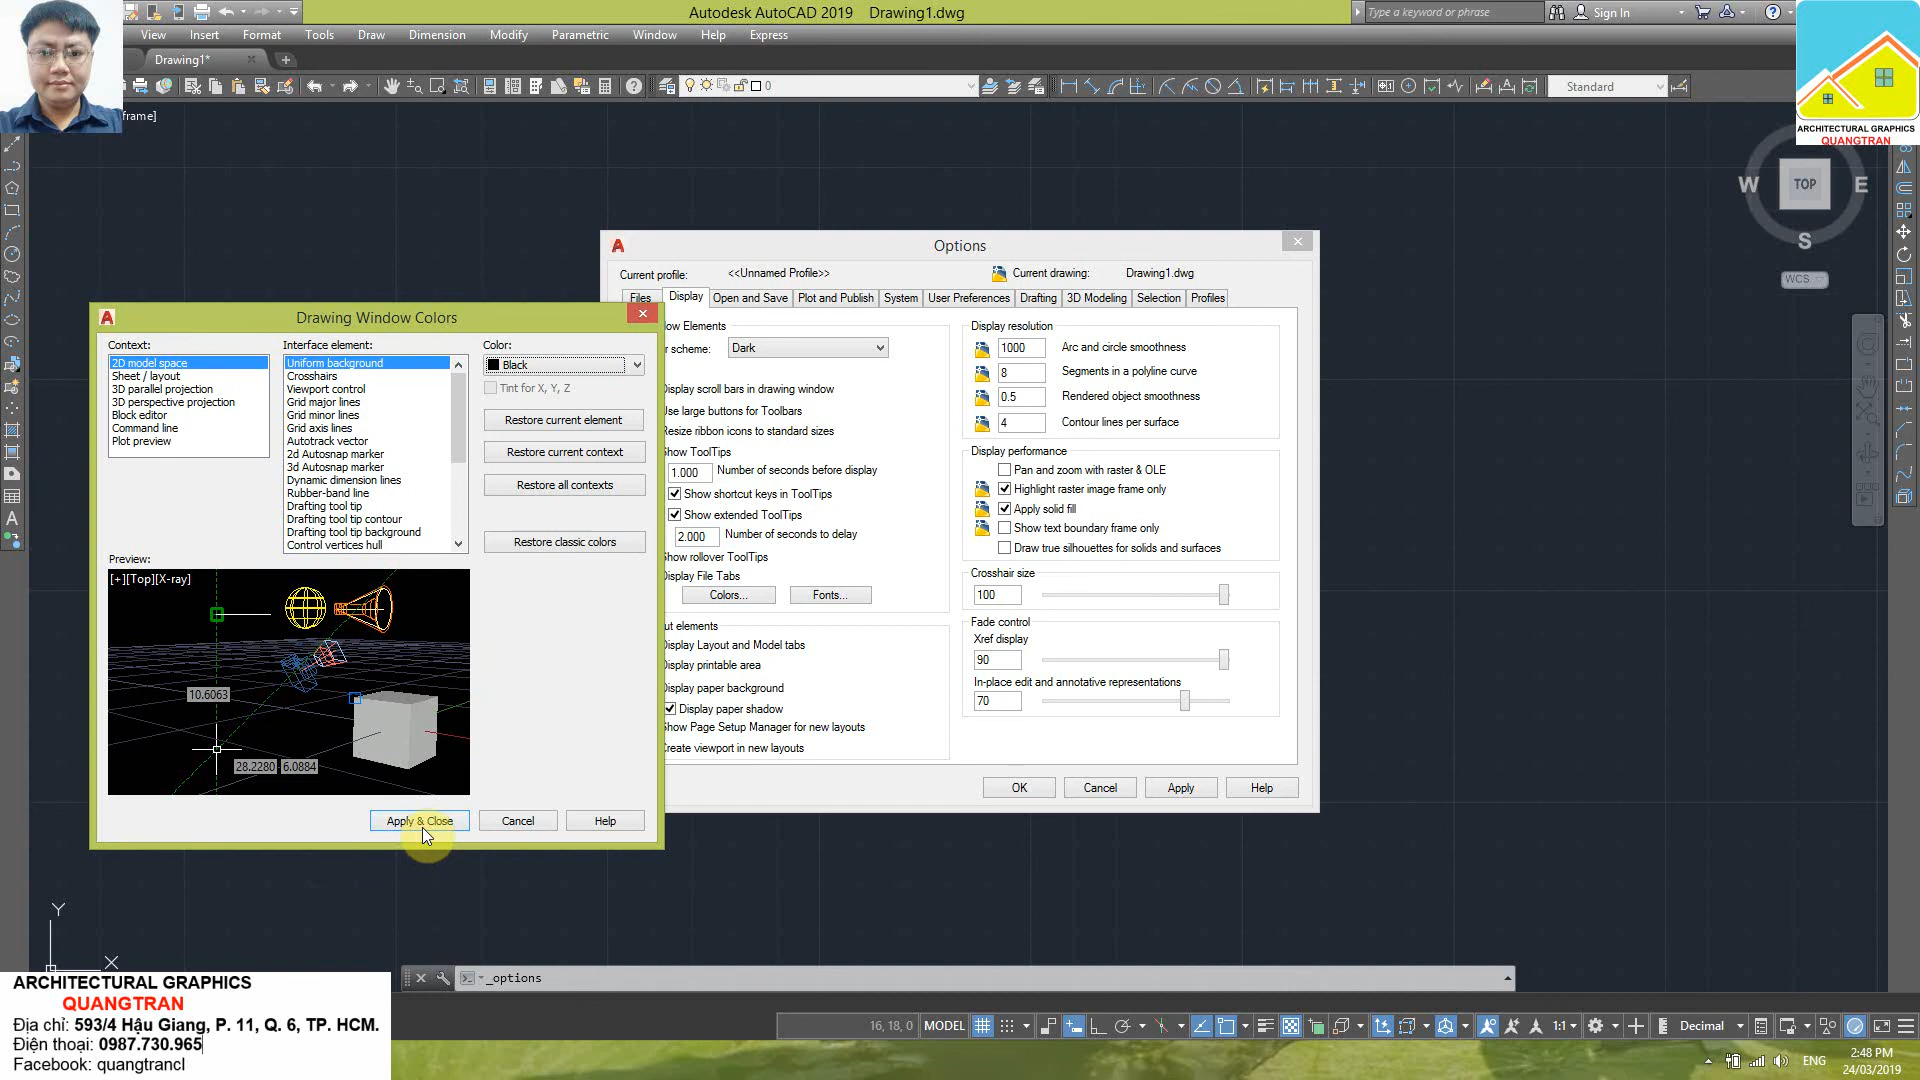 Autodesk AutoCAD 2019    Drawing1.dwg
Type a keyword or phrase
Sign In
View Insert Format Tools Draw Dimension Modify Parametric Window Help Express
Drawing1*
0
Standard
frame]
ARCHITECTURAL GRAPHICS
QUANGTRAN
W TOP E
S
WCS
Options
Current profile: <<Unnamed Profile>> Current drawing: Drawing1.dwg
Files Display Open and Save Plot and Publish System User Preferences Drafting 3D Modeling Selection Profiles
ow Elements
r scheme: Dark
Display scroll bars in drawing window
Use large buttons for Toolbars
Resize ribbon icons to standard sizes
Show ToolTips
1.000 Number of seconds before display
Show shortcut keys in ToolTips
Show extended ToolTips
2.000 Number of seconds to delay
Show rollover ToolTips
Display File Tabs
Colors... Fonts...
ut elements
Display Layout and Model tabs
Display printable area
Display paper background
Display paper shadow
Show Page Setup Manager for new layouts
Create viewport in new layouts
Display resolution
1000 Arc and circle smoothness
8 Segments in a polyline curve
0.5 Rendered object smoothness
4 Contour lines per surface
Display performance
Pan and zoom with raster & OLE
Highlight raster image frame only
Apply solid fill
Show text boundary frame only
Draw true silhouettes for solids and surfaces
Crosshair size
100
Fade control
Xref display
90
In-place edit and annotative representations
70
OK Cancel Apply Help
Drawing Window Colors
Context:
2D model space
Sheet / layout
3D parallel projection
3D perspective projection
Block editor
Command line
Plot preview
Interface element:
Uniform background
Crosshairs
Viewport control
Grid major lines
Grid minor lines
Grid axis lines
Autotrack vector
2d Autosnap marker
3d Autosnap marker
Dynamic dimension lines
Rubber-band line
Drafting tool tip
Drafting tool tip contour
Drafting tool tip background
Control vertices hull
Color:
Black
Tint for X, Y, Z
Restore current element
Restore current context
Restore all contexts
Restore classic colors
Preview:
[+][Top][X-ray]
10.6063
28.2280 6.0884
Apply & Close Cancel Help
Y
X
_options
ARCHITECTURAL GRAPHICS
QUANGTRAN
Địa chỉ: 593/4 Hậu Giang, P. 11, Q. 6, TP. HCM.
Điện thoại: 0987.730.965
Facebook: quangtrancl
16, 18, 0 MODEL 1:1 Decimal
ENG
2:48 PM
24/03/2019